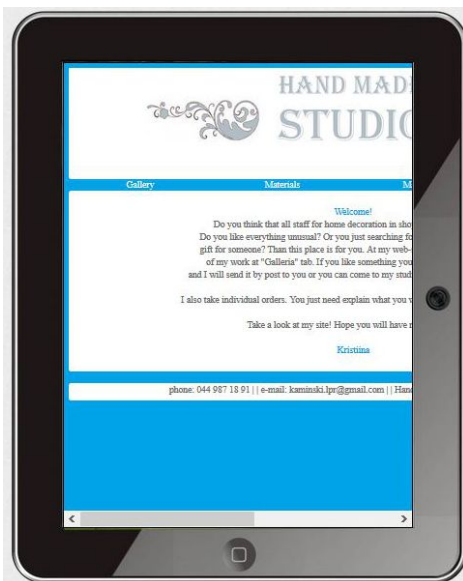 HAND MAD
STUDIO
Gallery Materials M
Welcome!
Do you think that all staff for home decoration in sho
Do you like everything unusual? Or you just searching fo
gift for someone? Than this place is for you. At my web-
of my work at "Galleria" tab. If you like something you
and I will send it by post to you or you can come to my stud
I also take individual orders. You just need explain what you
Take a look at my site! Hope you will have
Kristiina
phone: 044 987 18 91 | | e-mail: kaminski.lpr@gmail.com | | Hand